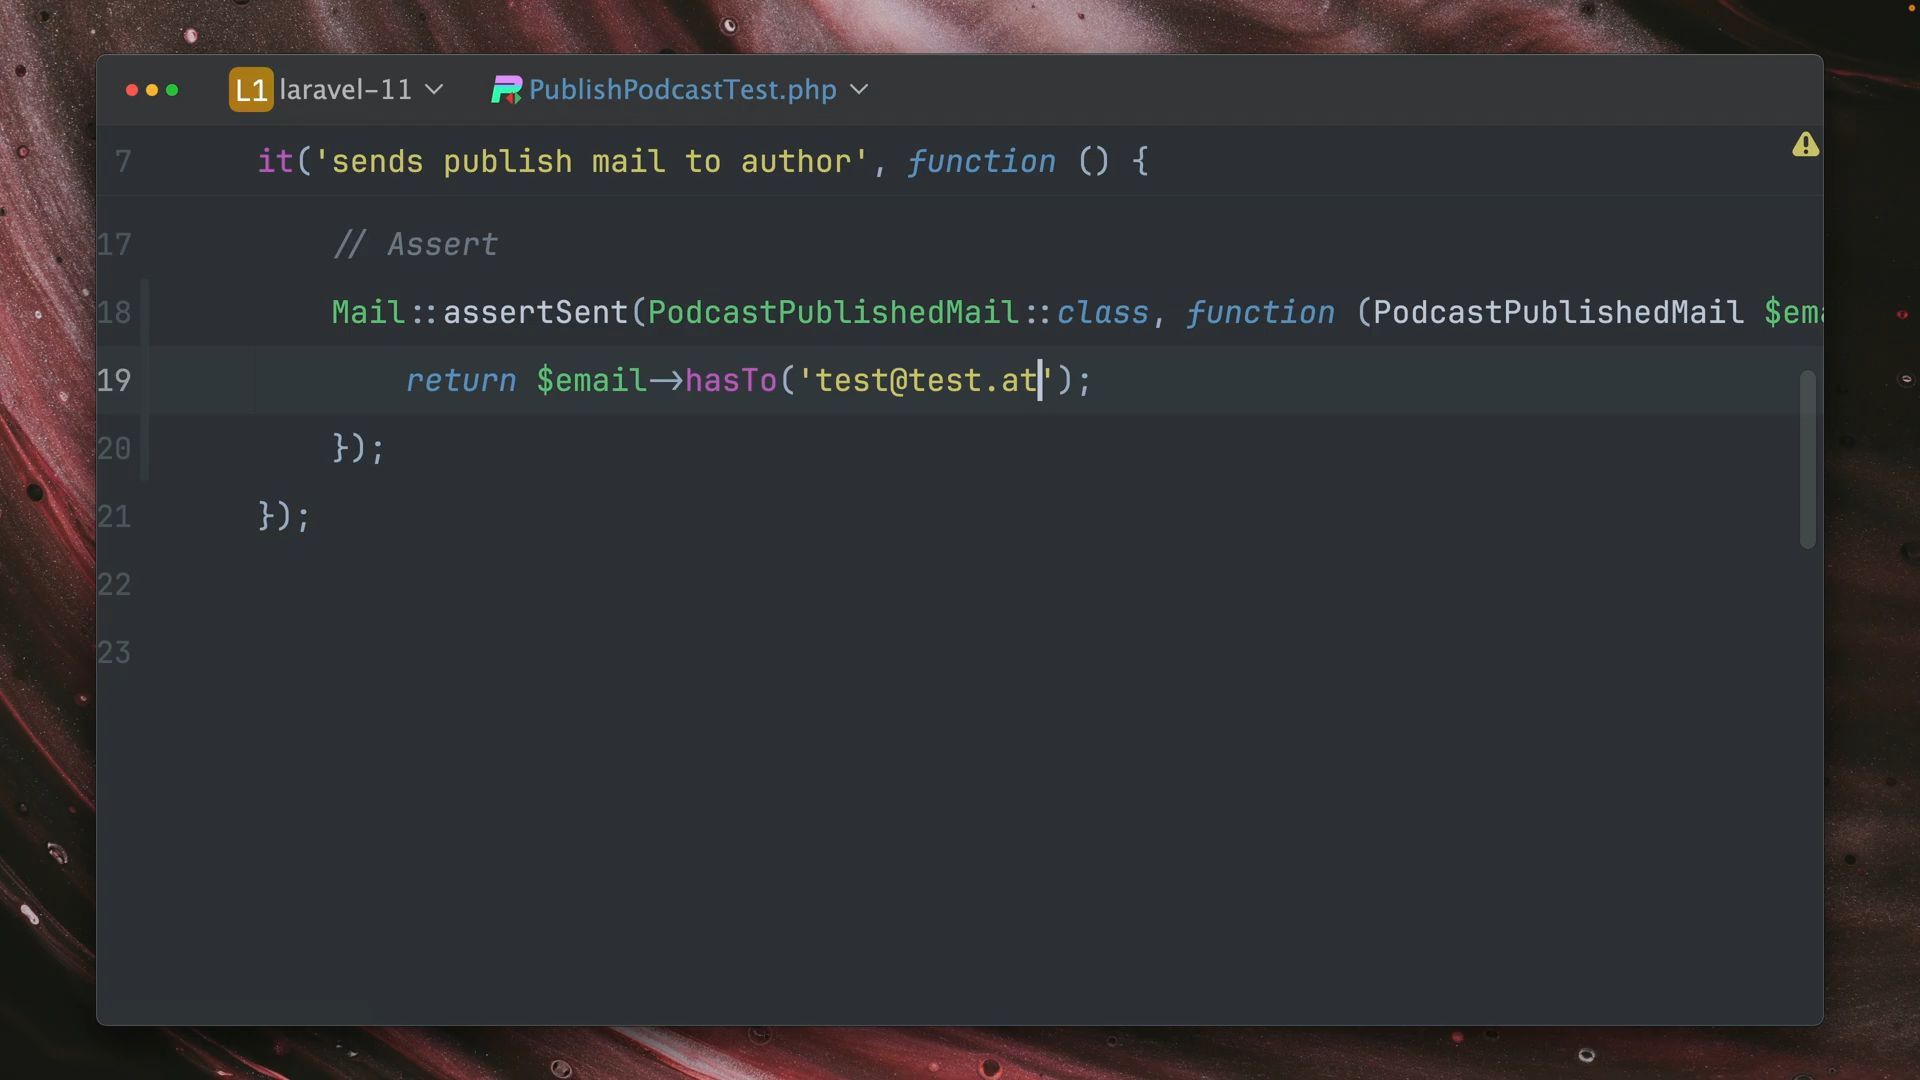 L1 laravel-11 PublishPodcastTest.php
7 it('sends publish mail to author', function () {
17 // Assert
18 Mail::assertSent(PodcastPublishedMail::class, function (PodcastPublishedMail $ema
19 return $email->hasTo('test@test.at');
20 });
21 });
22
23